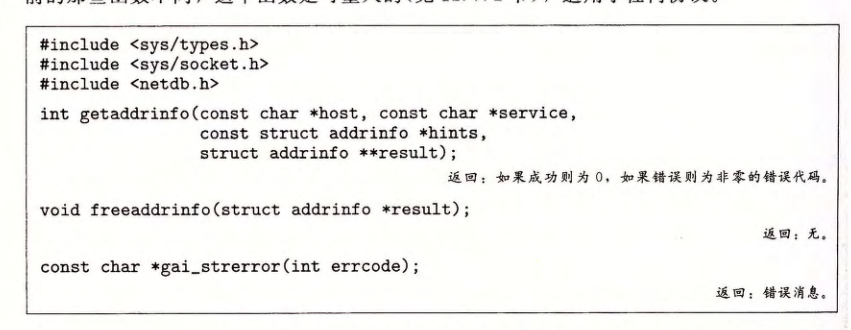 #include <sys/types.h>
#include <sys/socket.h>
#include <netdb.h>
int getaddrinfo(const char *host, const char *service,
const struct addrinfo *hints,
struct addrinfo **result);
返回：如果成功则为 0，如果错误则为非零的错误代码。
void freeaddrinfo(struct addrinfo *result);
返回：无。
const char *gai_strerror(int errcode);
返回：错误消息。